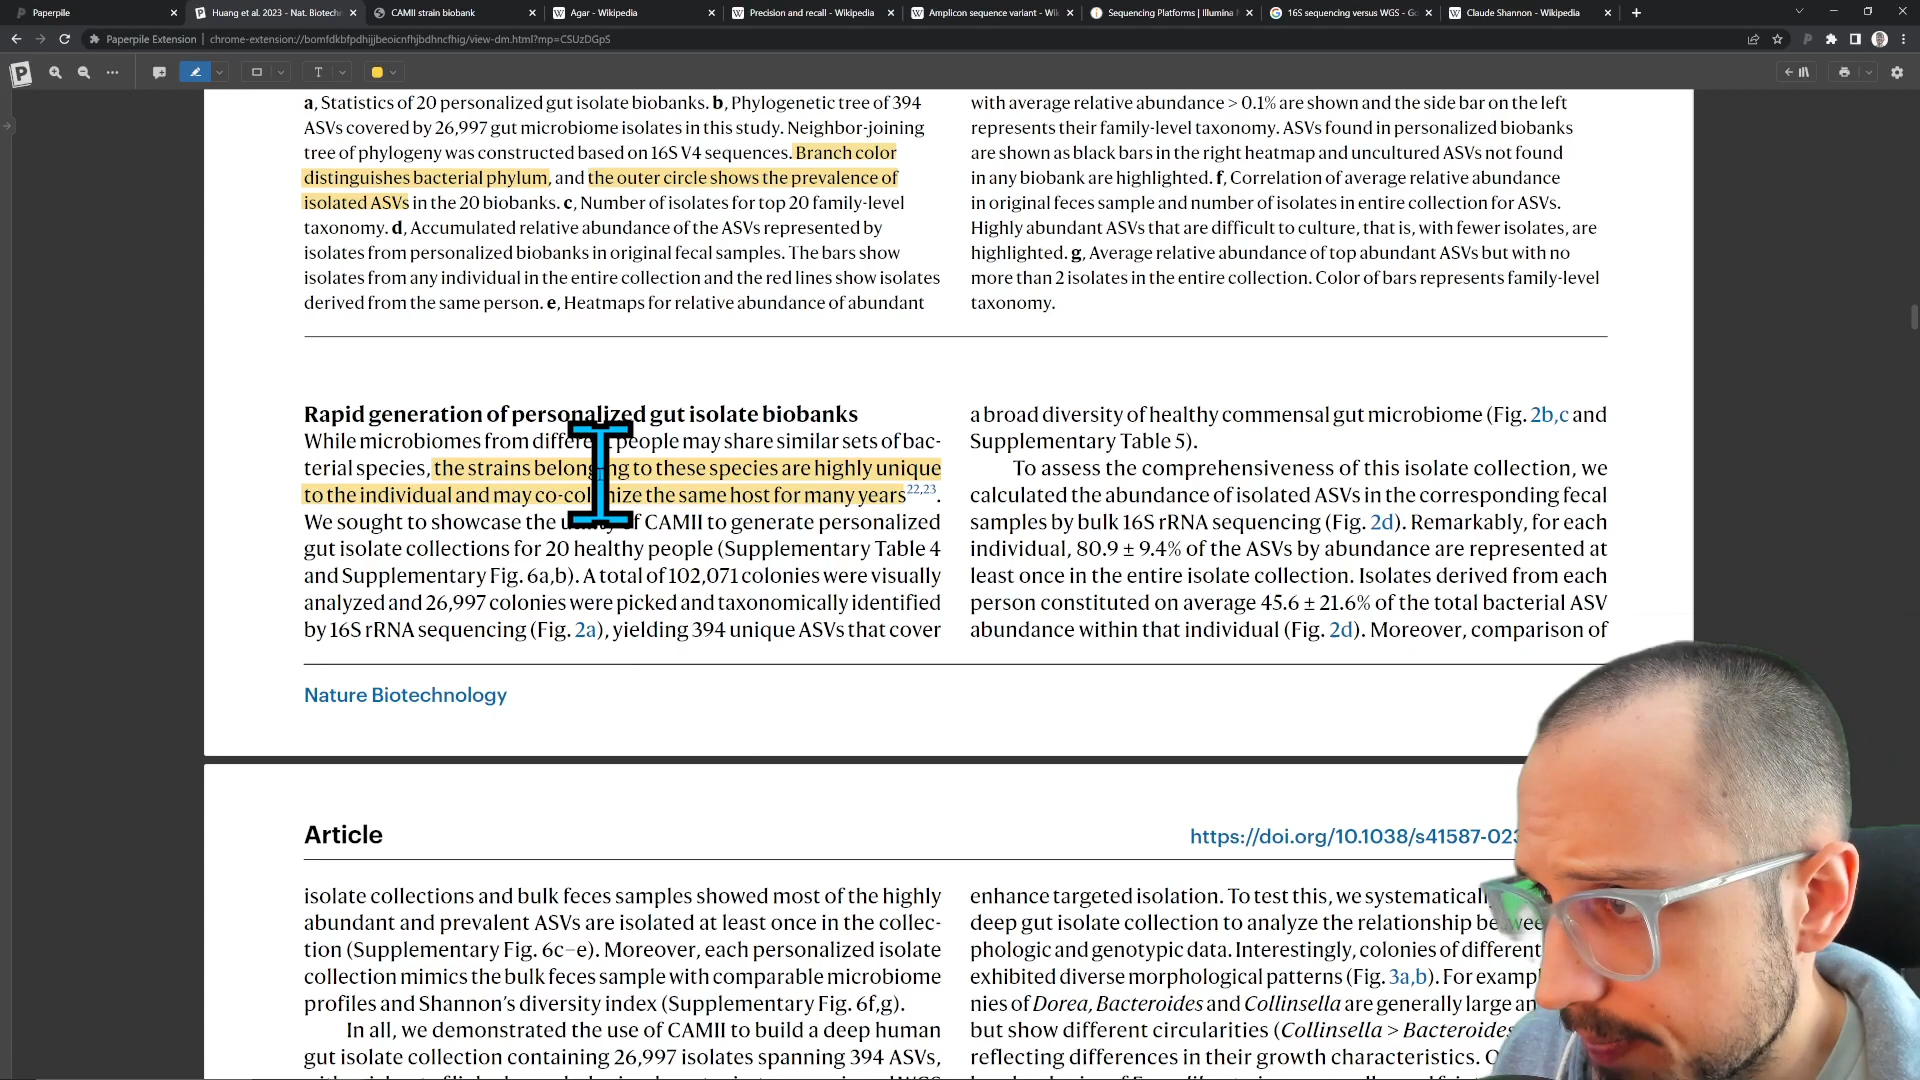 Paperpile
Huang et al. 2023 - Nat. Biotechn
CAMII strain biobank
Agar - Wikipedia
Precision and recall - Wikipedia
Amplicon sequence variant - Wik
Sequencing Platforms | Illumina
16S sequencing versus WGS - Go
Claude Shannon - Wikipedia
Paperpile Extension | chrome-extension://bomfdkbfpdhijjbeoicnfhjbdhncfhig/view-dm.html?mp=CSUzDGpS
a, Statistics of 20 personalized gut isolate biobanks. b, Phylogenetic tree of 394
ASVs covered by 26,997 gut microbiome isolates in this study. Neighbor-joining
tree of phylogeny was constructed based on 16S V4 sequences. Branch color
distinguishes bacterial phylum, and the outer circle shows the prevalence of
isolated ASVs in the 20 biobanks. c, Number of isolates for top 20 family-level
taxonomy. d, Accumulated relative abundance of the ASVs represented by
isolates from personalized biobanks in original fecal samples. The bars show
isolates from any individual in the entire collection and the red lines show isolates
derived from the same person. e, Heatmaps for relative abundance of abundant
with average relative abundance > 0.1% are shown and the side bar on the left
represents their family-level taxonomy. ASVs found in personalized biobanks
are shown as black bars in the right heatmap and uncultured ASVs not found
in any biobank are highlighted. f, Correlation of average relative abundance
in original feces sample and number of isolates in entire collection for ASVs.
Highly abundant ASVs that are difficult to culture, that is, with fewer isolates, are
highlighted. g, Average relative abundance of top abundant ASVs but with no
more than 2 isolates in the entire collection. Color of bars represents family-level
taxonomy.
Rapid generation of personalized gut isolate biobanks
While microbiomes from different people may share similar sets of bac-
terial species, the strains belonging to these species are highly unique
to the individual and may co-colonize the same host for many years22,23.
We sought to showcase the utility of CAMII to generate personalized
gut isolate collections for 20 healthy people (Supplementary Table 4
and Supplementary Fig. 6a,b). A total of 102,071 colonies were visually
analyzed and 26,997 colonies were picked and taxonomically identified
by 16S rRNA sequencing (Fig. 2a), yielding 394 unique ASVs that cover
a broad diversity of healthy commensal gut microbiome (Fig. 2b,c and
Supplementary Table 5).
To assess the comprehensiveness of this isolate collection, we
calculated the abundance of isolated ASVs in the corresponding fecal
samples by bulk 16S rRNA sequencing (Fig. 2d). Remarkably, for each
individual, 80.9 ± 9.4% of the ASVs by abundance are represented at
least once in the entire isolate collection. Isolates derived from each
person constituted on average 45.6 ± 21.6% of the total bacterial ASV
abundance within that individual (Fig. 2d). Moreover, comparison of
Nature Biotechnology
Article
https://doi.org/10.1038/s41587-023
isolate collections and bulk feces samples showed most of the highly
abundant and prevalent ASVs are isolated at least once in the collec-
tion (Supplementary Fig. 6c–e). Moreover, each personalized isolate
collection mimics the bulk feces sample with comparable microbiome
profiles and Shannon's diversity index (Supplementary Fig. 6f,g).
In all, we demonstrated the use of CAMII to build a deep human
gut isolate collection containing 26,997 isolates spanning 394 ASVs,
enhance targeted isolation. To test this, we systematical
deep gut isolate collection to analyze the relationship betwee
phologic and genotypic data. Interestingly, colonies of different
exhibited diverse morphological patterns (Fig. 3a,b). For examp
nies of Dorea, Bacteroides and Collinsella are generally large an
but show different circularities (Collinsella > Bacteroides
reflecting differences in their growth characteristics. O